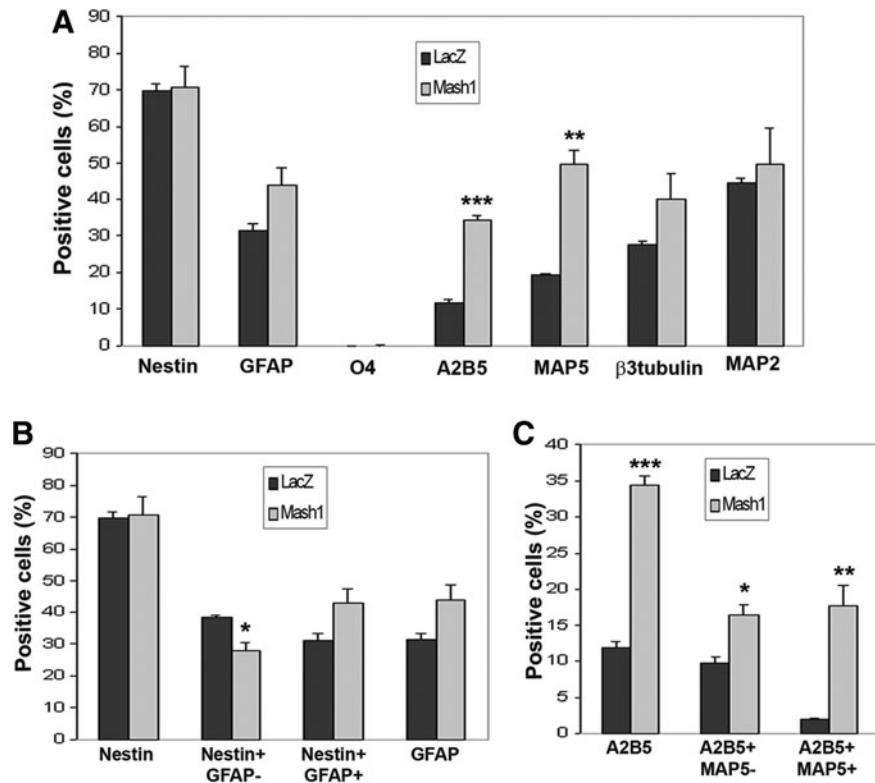 A
Positive cells (%)
90
80
70
60
50
40
30
20
10
0
LacZ
Mash1
***
**
Nestin GFAP O4 A2B5 MAP5 β3tubulin MAP2
B
Positive cells (%)
90
80
70
60
50
40
30
20
10
0
LacZ
Mash1
*
Nestin Nestin+ Nestin+ GFAP
GFAP- GFAP+
C
Positive cells (%)
40
35
30
25
20
15
10
5
0
LacZ
Mash1
***
*
**
A2B5 A2B5+ A2B5+
MAP5- MAP5+